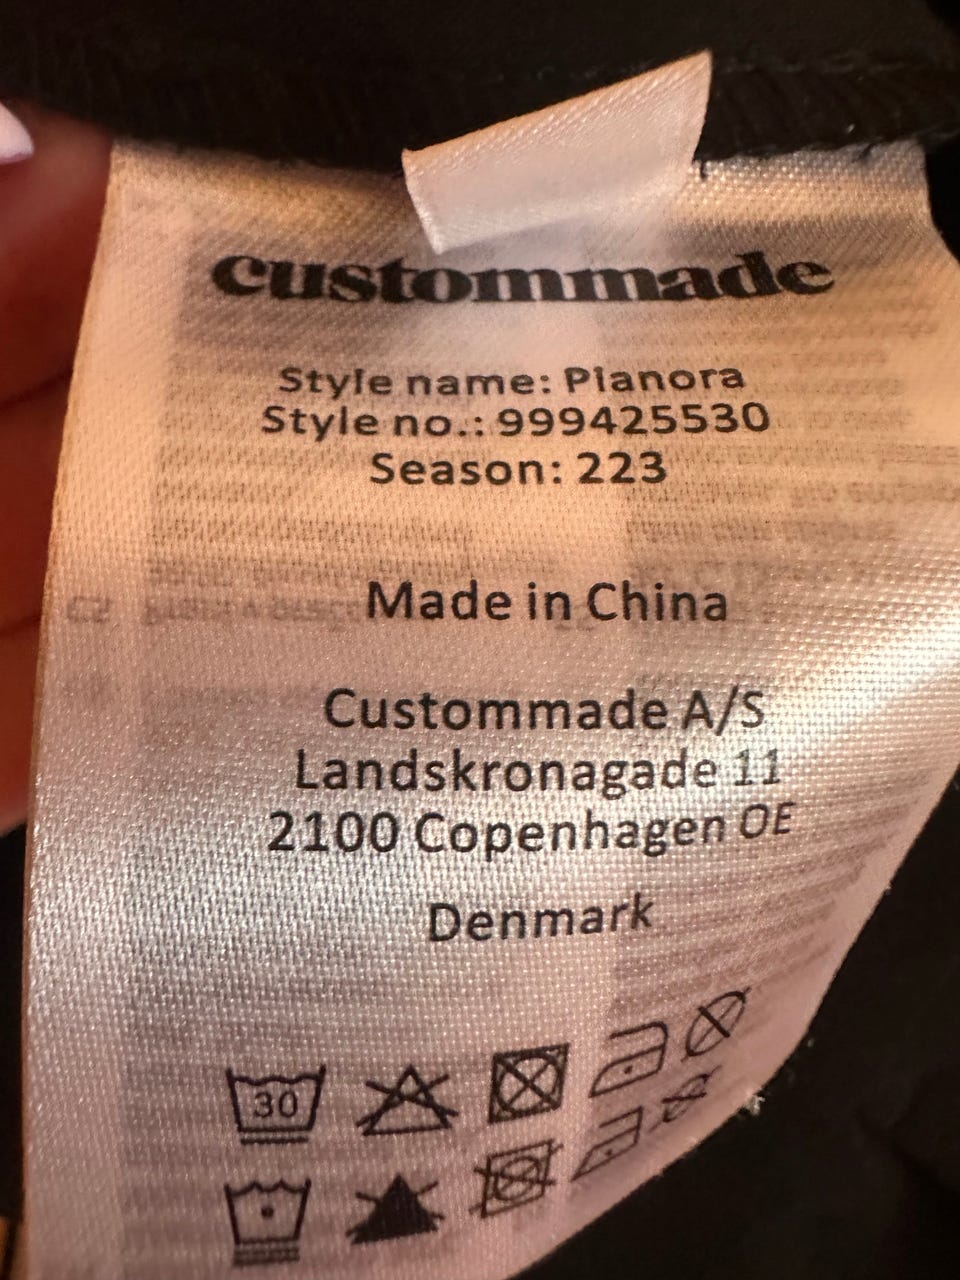 custommade
Style name: Planora
Style no.: 999425530
Season: 223
Made in China
Custommade A/S
Landskronagade 11
2100 Copenhagen OE
Denmark
30